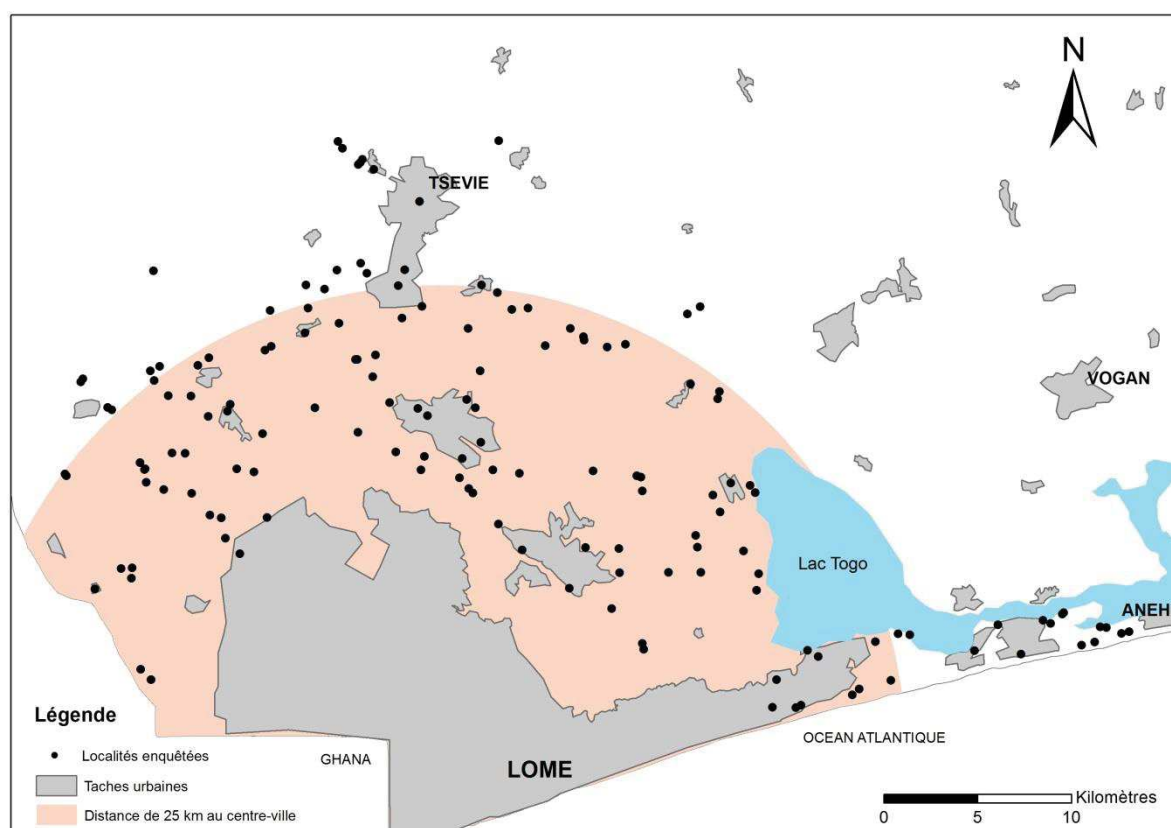 N
TSEVIE
VOGAN
Lac Togo
ANEH
Légende
Localités enquêtées
Taches urbaines
Distance de 25 km au centre-ville
GHANA
LOME
OCEAN ATLANTIQUE
Kilomètres
0 5 10